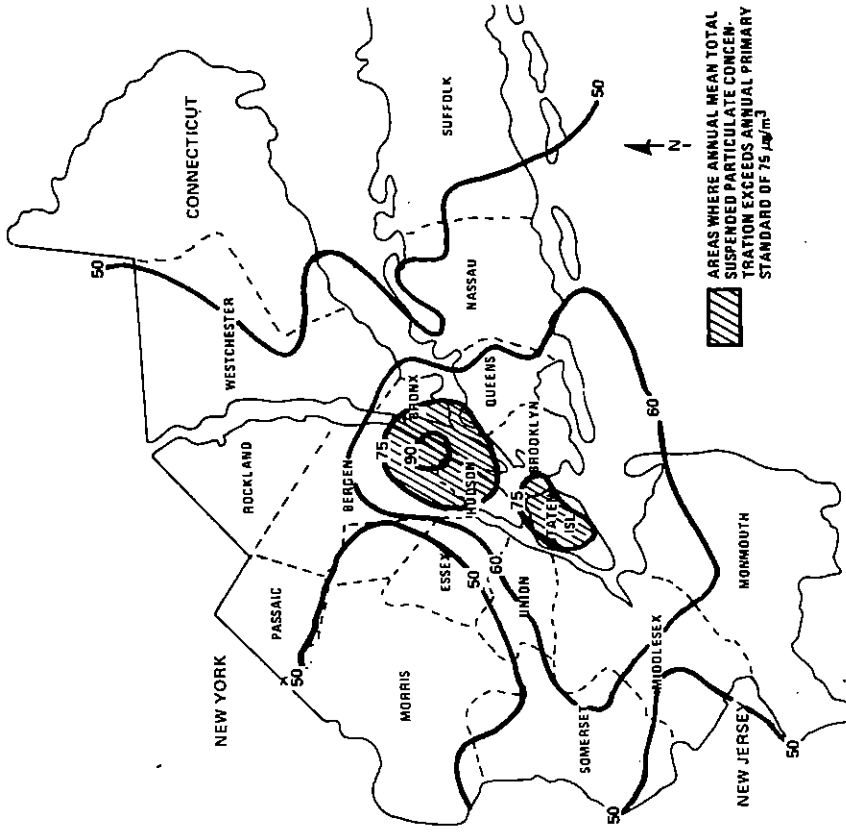 CONNECTICUT
50
WESTCHESTER
SUFFOLK
50
ROCKLAND
NASSAU
N
NEW YORK
PASSAIC
BERGEN
75
90
BRONX
QUEENS
HUDSON
BROOKLYN
60
50
MORRIS
ESSEX
50
60
UNION
75
STATEN
ISL
SOMERSET
MIDDLESEX
MONMOUTH
50
NEW JERSEY
50
AREAS WHERE ANNUAL MEAN TOTAL
SUSPENDED PARTICULATE CONCEN-
TRATION EXCEEDS ANNUAL PRIMARY
STANDARD OF 75 µg/m³